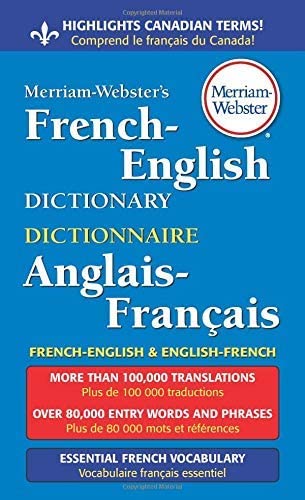 HIGHLIGHTS CANADIAN TERMS!
Comprend le français du Canada!
Merriam-Webster's
Merriam-
Webster
®
French-
English
DICTIONARY
DICTIONNAIRE
Anglais-
Français
FRENCH-ENGLISH & ENGLISH-FRENCH
MORE THAN 100,000 TRANSLATIONS
Plus de 100 000 traductions
OVER 80,000 ENTRY WORDS AND PHRASES
Plus de 80 000 mots et références
ESSENTIAL FRENCH VOCABULARY
Vocabulaire français essentiel